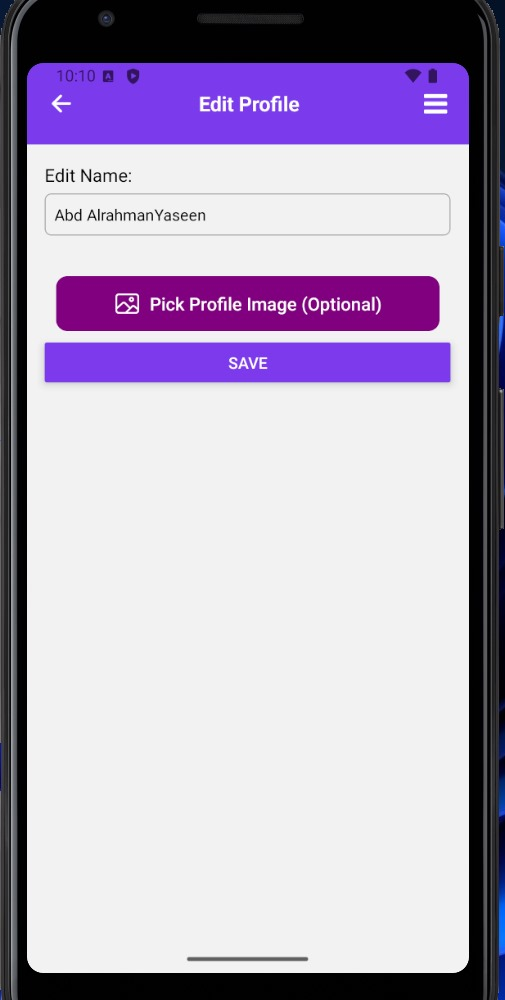 10:10
Edit Profile
Edit Name:
Abd AlrahmanYaseen
Pick Profile Image (Optional)
SAVE